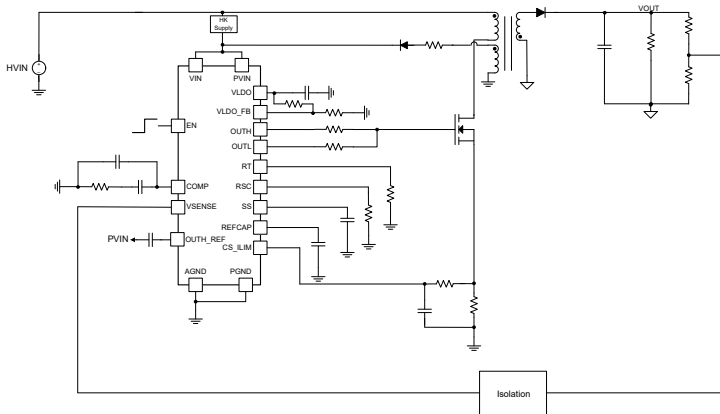 VOUT
HK
Supply
HVIN
VIN
PVIN
VLDO
VLDO_FB
EN
OUTH
OUTL
RT
COMP
RSC
VSENSE
SS
REFCAP
PVIN
OUTH_REF
CS_ILIM
AGND
PGND
Isolation